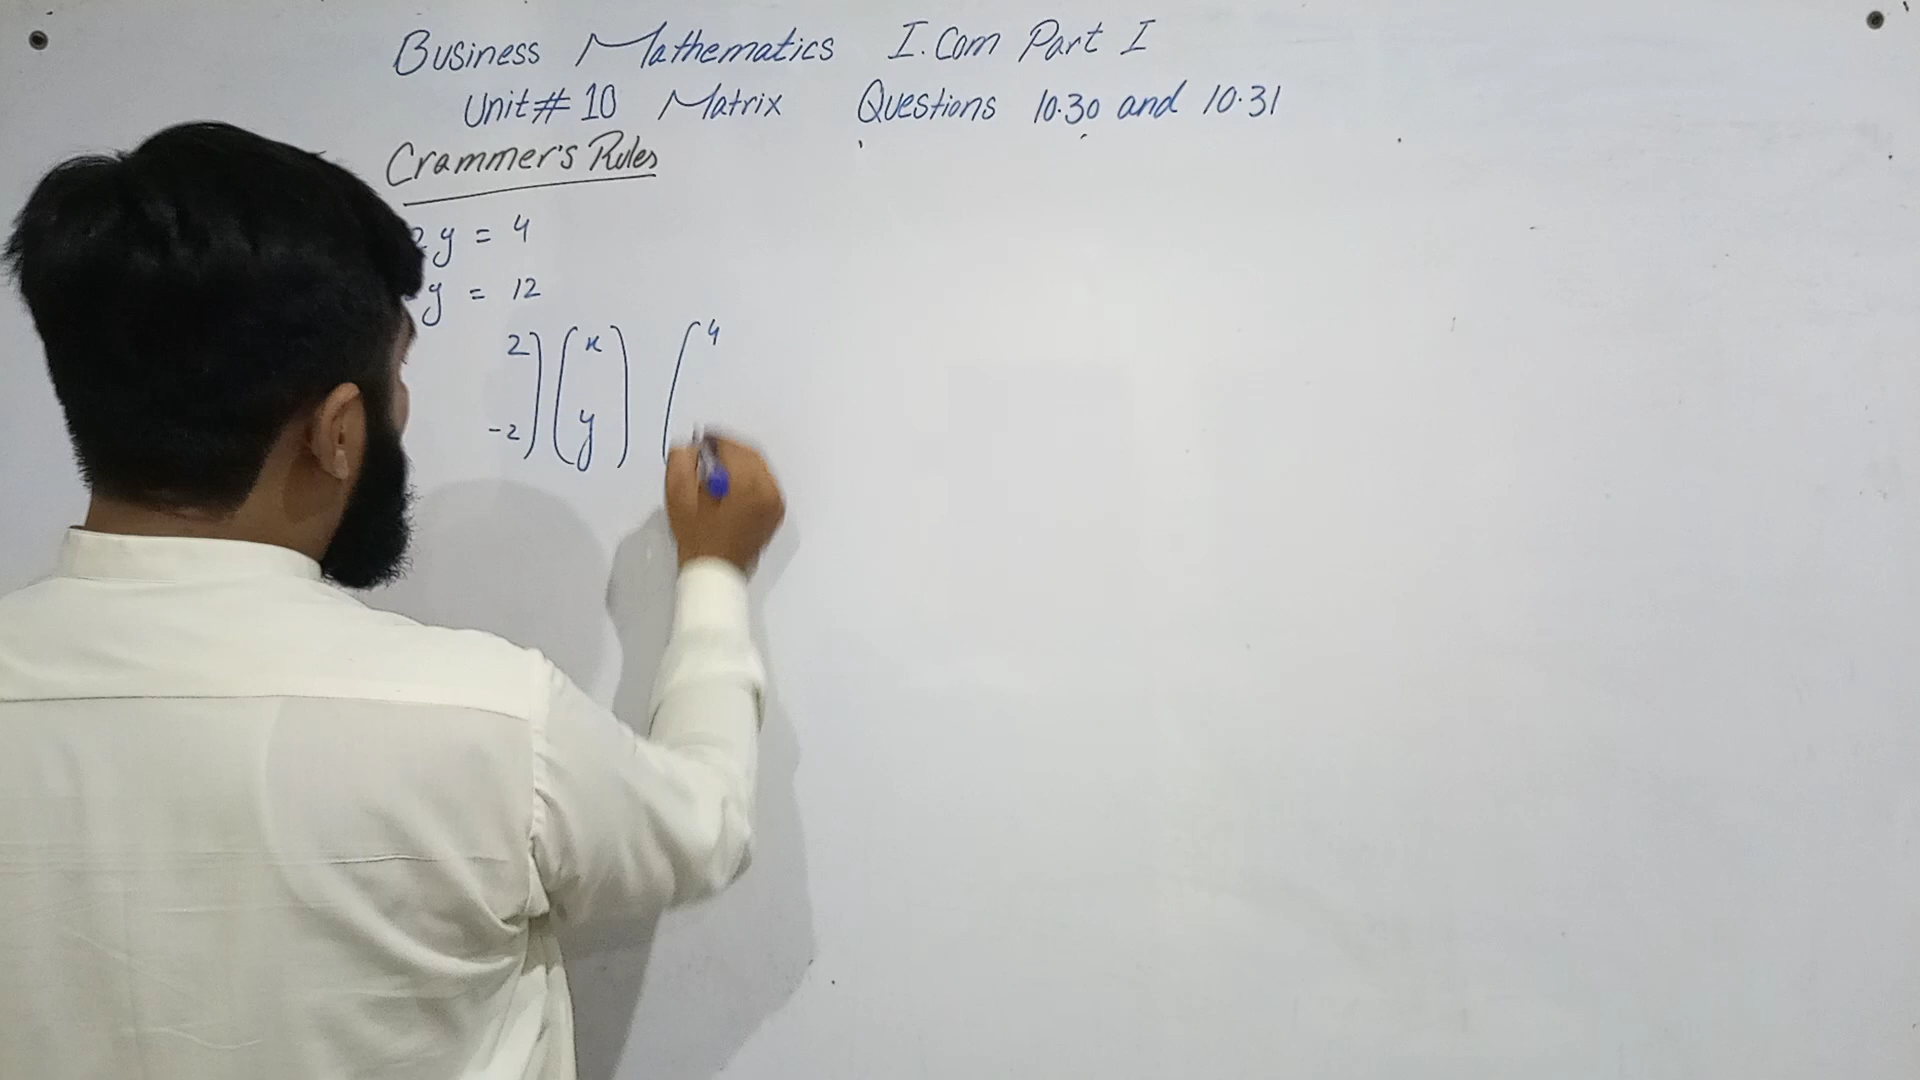 Business Mathematics I.Com Part I
Unit# 10 Matrix Questions 10.30 and 10.31
Crammer's Rules
2y = 4
y = 12
2 x 4
-2 y